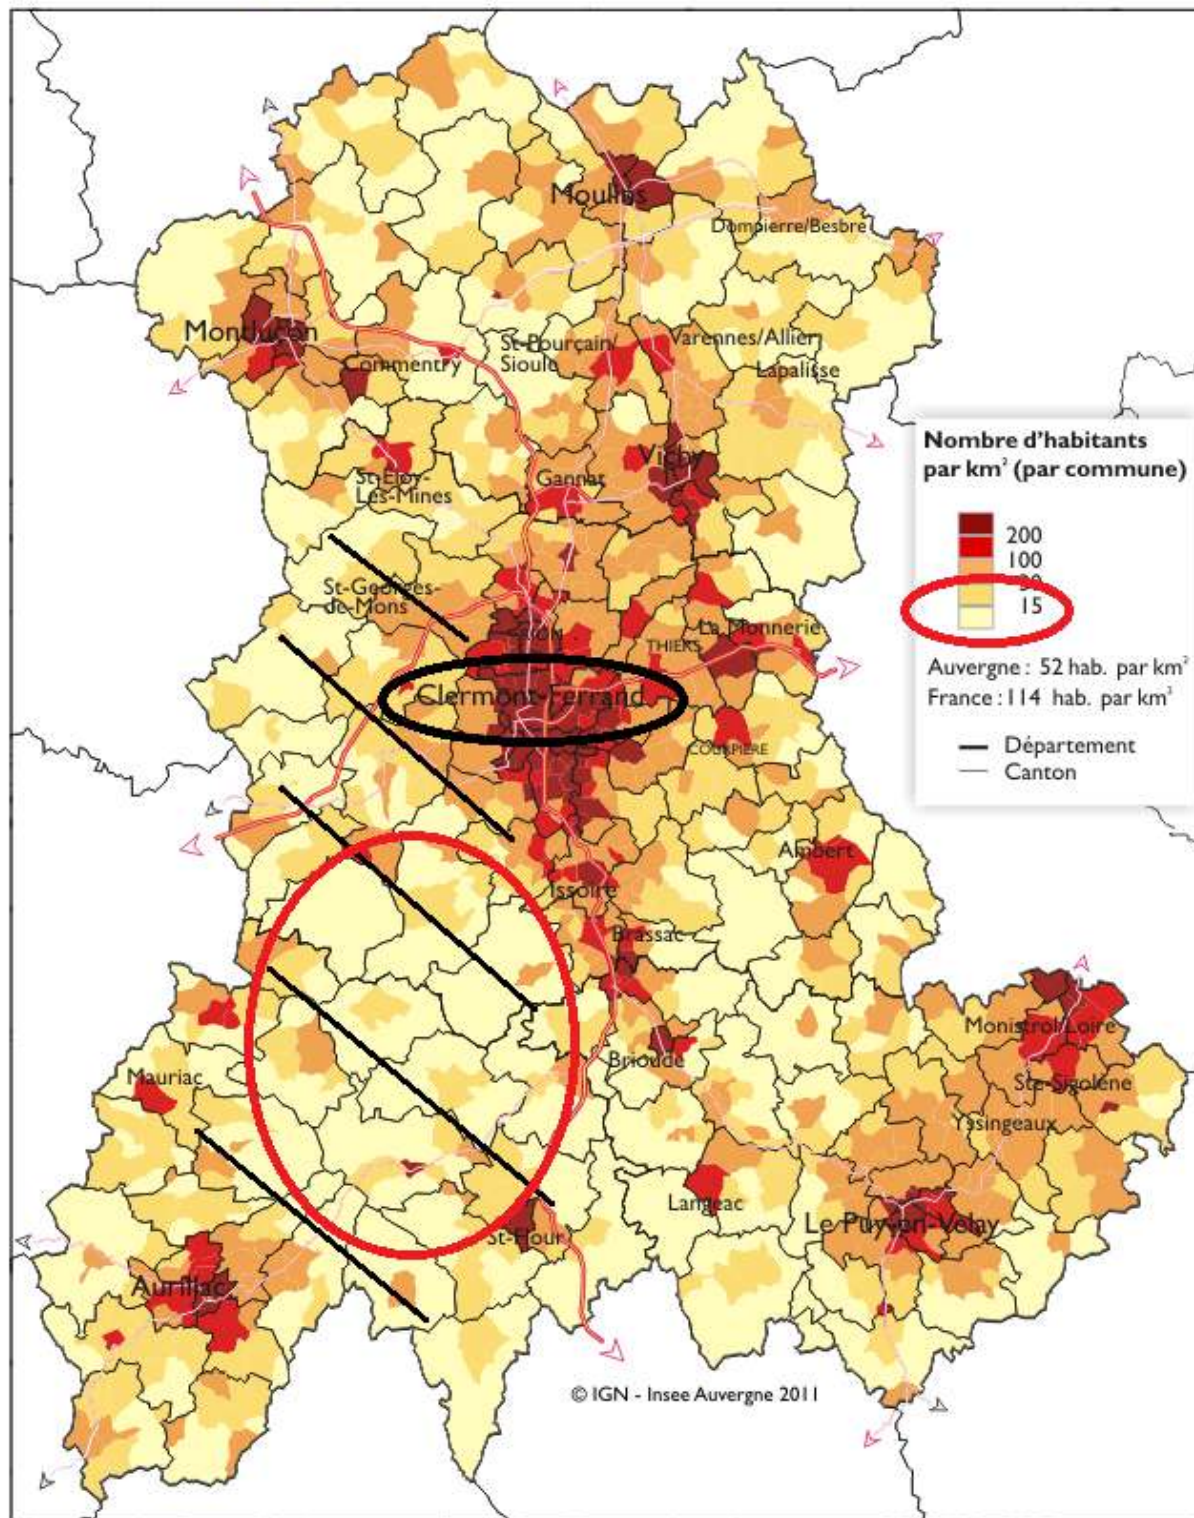 Moulins
Dompierre/Besbre
Montluçon
Commentry
St-Pourçain/
Sioule
Varennes/Allier
Lapalisse
Vichy
Gannat
St-Eloy-
Les-Mines
St-Georges-
de-Mons
RIOM
La Monnerie
THIERS
Clermont-Ferrand
COURPIERE
Ambert
Issoire
Brassac
Brioude
Mauriac
Monistrol/Loire
Ste-Sigolène
Yssingeaux
Langeac
Le Puy-en-Velay
St-Flour
Aurillac
Nombre d'habitants
par km² (par commune)
200
100
30
15
Auvergne : 52 hab. par km²
France : 114 hab. par km²
Département
Canton
© IGN - Insee Auvergne 2011